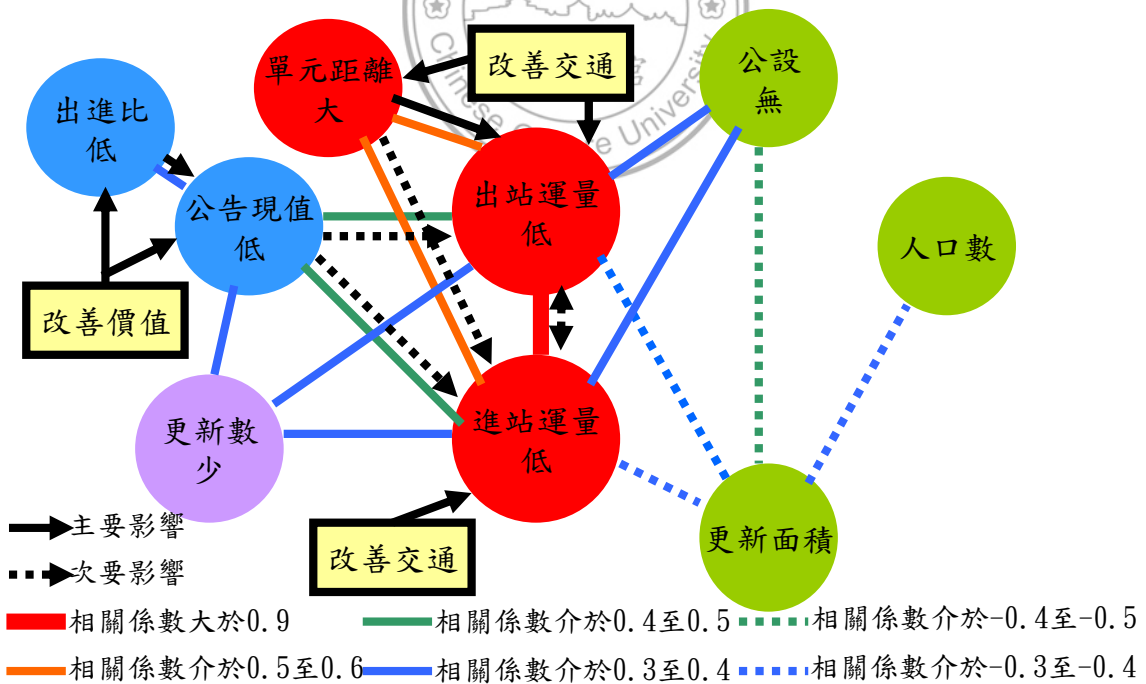 Chinese
University
改善交通
單元距離
大
公設
無
出進比
低
出站運量
低
公告現值
低
人口數
改善價值
更新數
少
進站運量
低
更新面積
改善交通
主要影響
次要影響
相關係數大於0.9
相關係數介於0.4至0.5
相關係數介於-0.4至-0.5
相關係數介於0.5至0.6
相關係數介於0.3至0.4
相關係數介於-0.3至-0.4